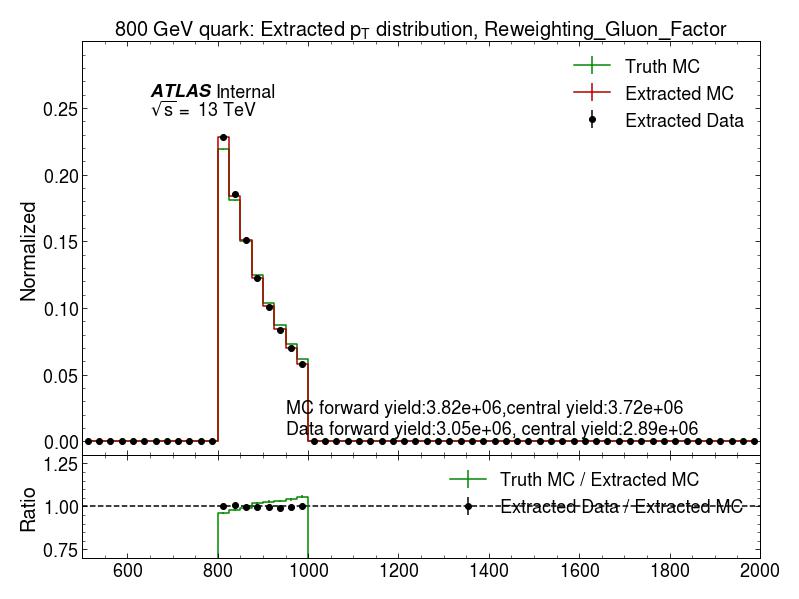 800 GeV quark: Extracted pT distribution, Reweighting_Gluon_Factor
ATLAS Internal
√s = 13 TeV
Truth MC
Extracted MC
Extracted Data
Normalized
0.25
0.20
0.15
0.10
0.05
0.00
MC forward yield:3.82e+06,central yield:3.72e+06
Data forward yield:3.05e+06, central yield:2.89e+06
Ratio
1.25
1.00
0.75
Truth MC / Extracted MC
Extracted Data / Extracted MC
600 800 1000 1200 1400 1600 1800 2000